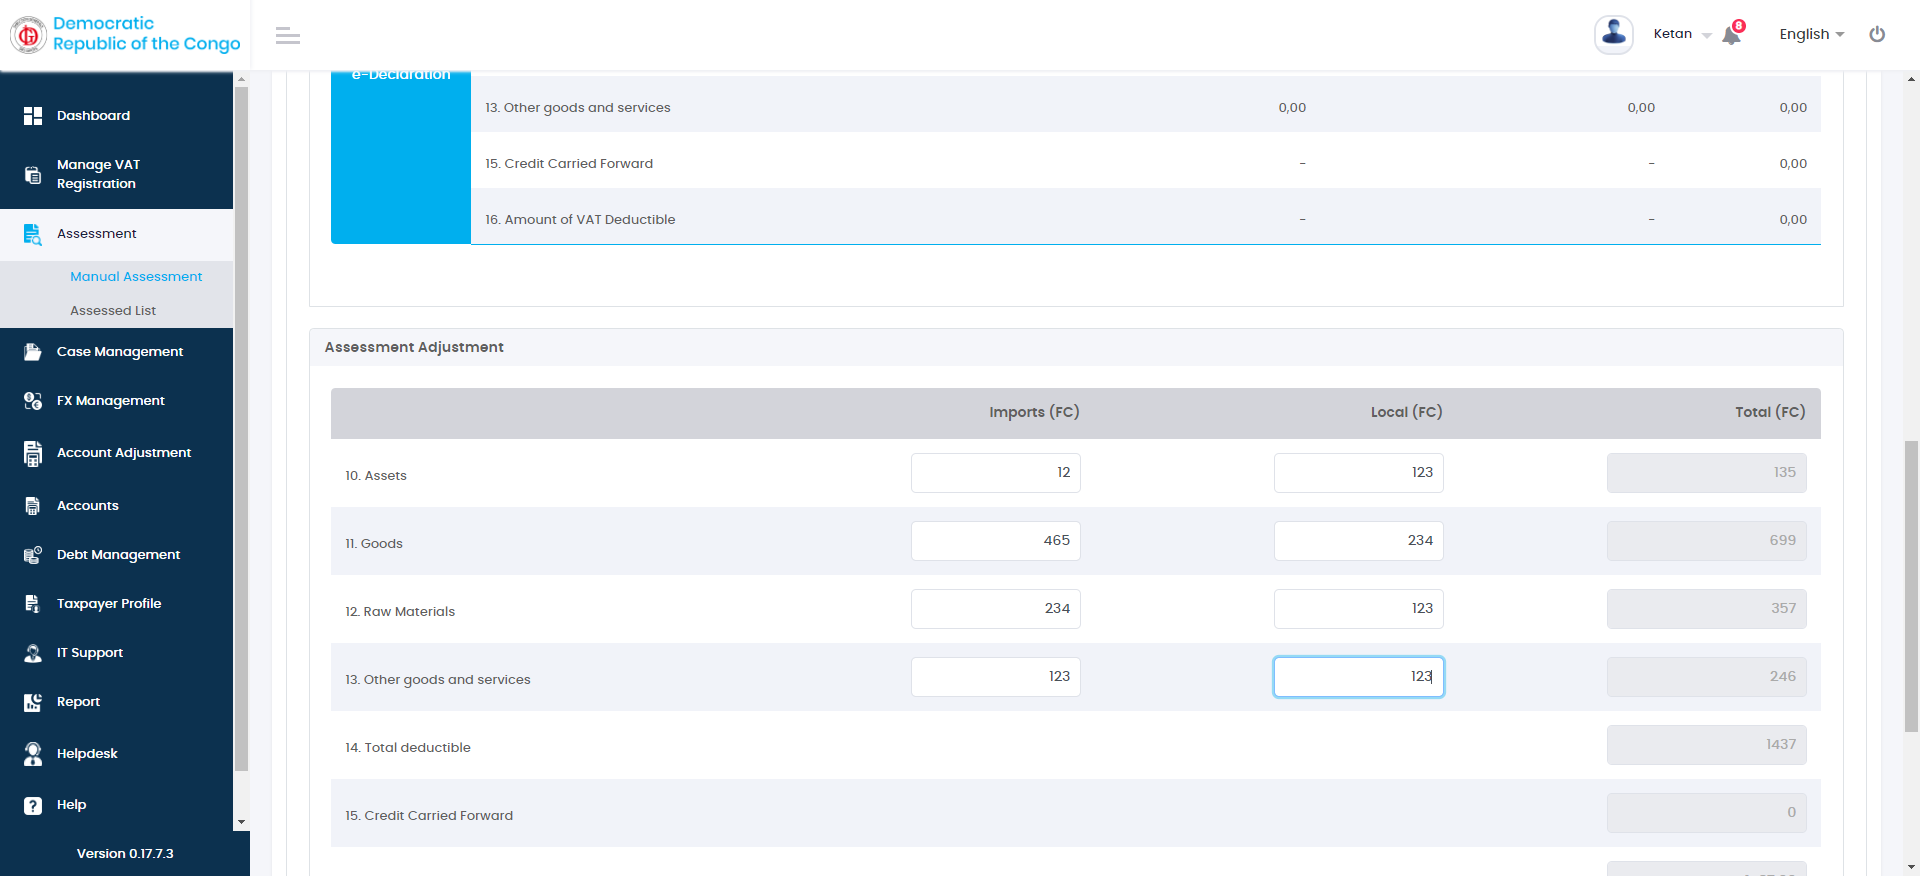 Democratic
Republic of the Congo
Ketan
8
English
Dashboard
Manage VAT
Registration
Assessment
Manual Assessment
Assessed List
Case Management
FX Management
Account Adjustment
Accounts
Debt Management
Taxpayer Profile
IT Support
Report
Helpdesk
Help
Version 0.17.7.3
e-Declaration
13. Other goods and services 0,00 0,00 0,00
15. Credit Carried Forward - - 0,00
16. Amount of VAT Deductible - - 0,00
Assessment Adjustment
Imports (FC) Local (FC) Total (FC)
10. Assets 12 123 135
11. Goods 465 234 699
12. Raw Materials 234 123 357
13. Other goods and services 123 123 246
14. Total deductible 1437
15. Credit Carried Forward 0